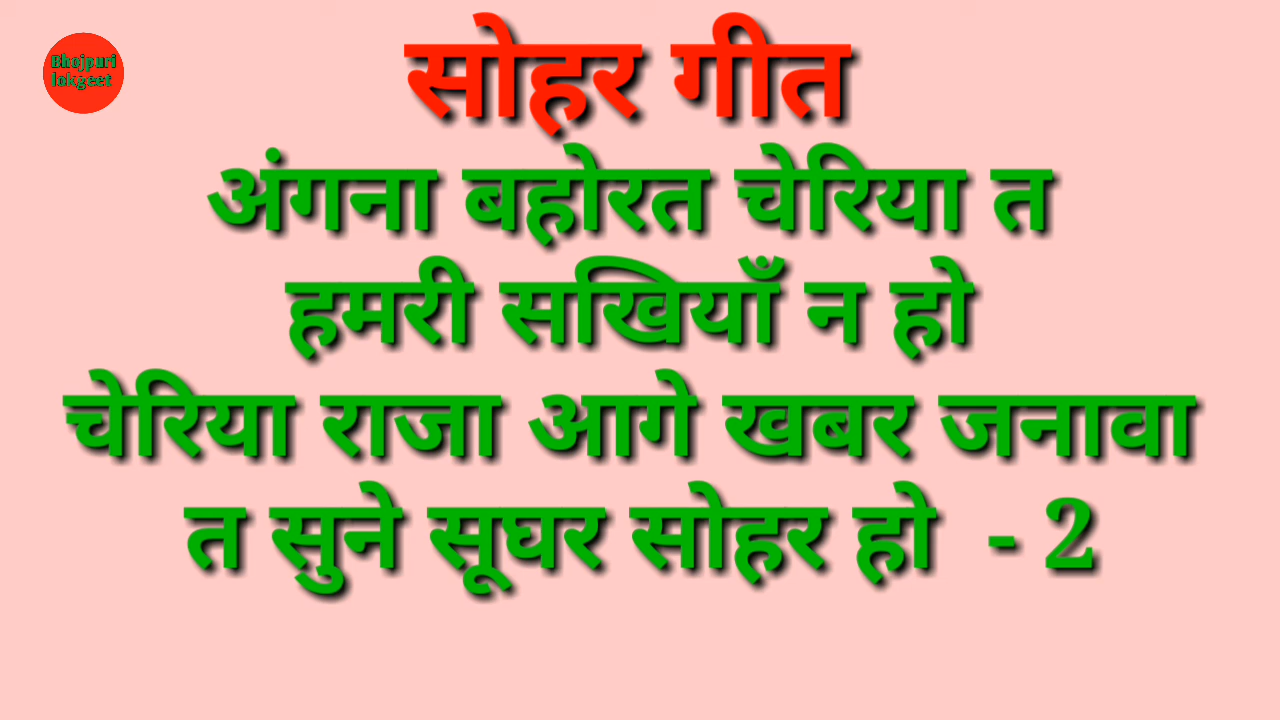 Bhojpuri
lokgeet
सोहर गीत
अंगना बहोरत चेरिया त
हमरी सखियाँ न हो
चेरिया राजा आगे खबर जनावा
त सुने सूघर सोहर हो - 2